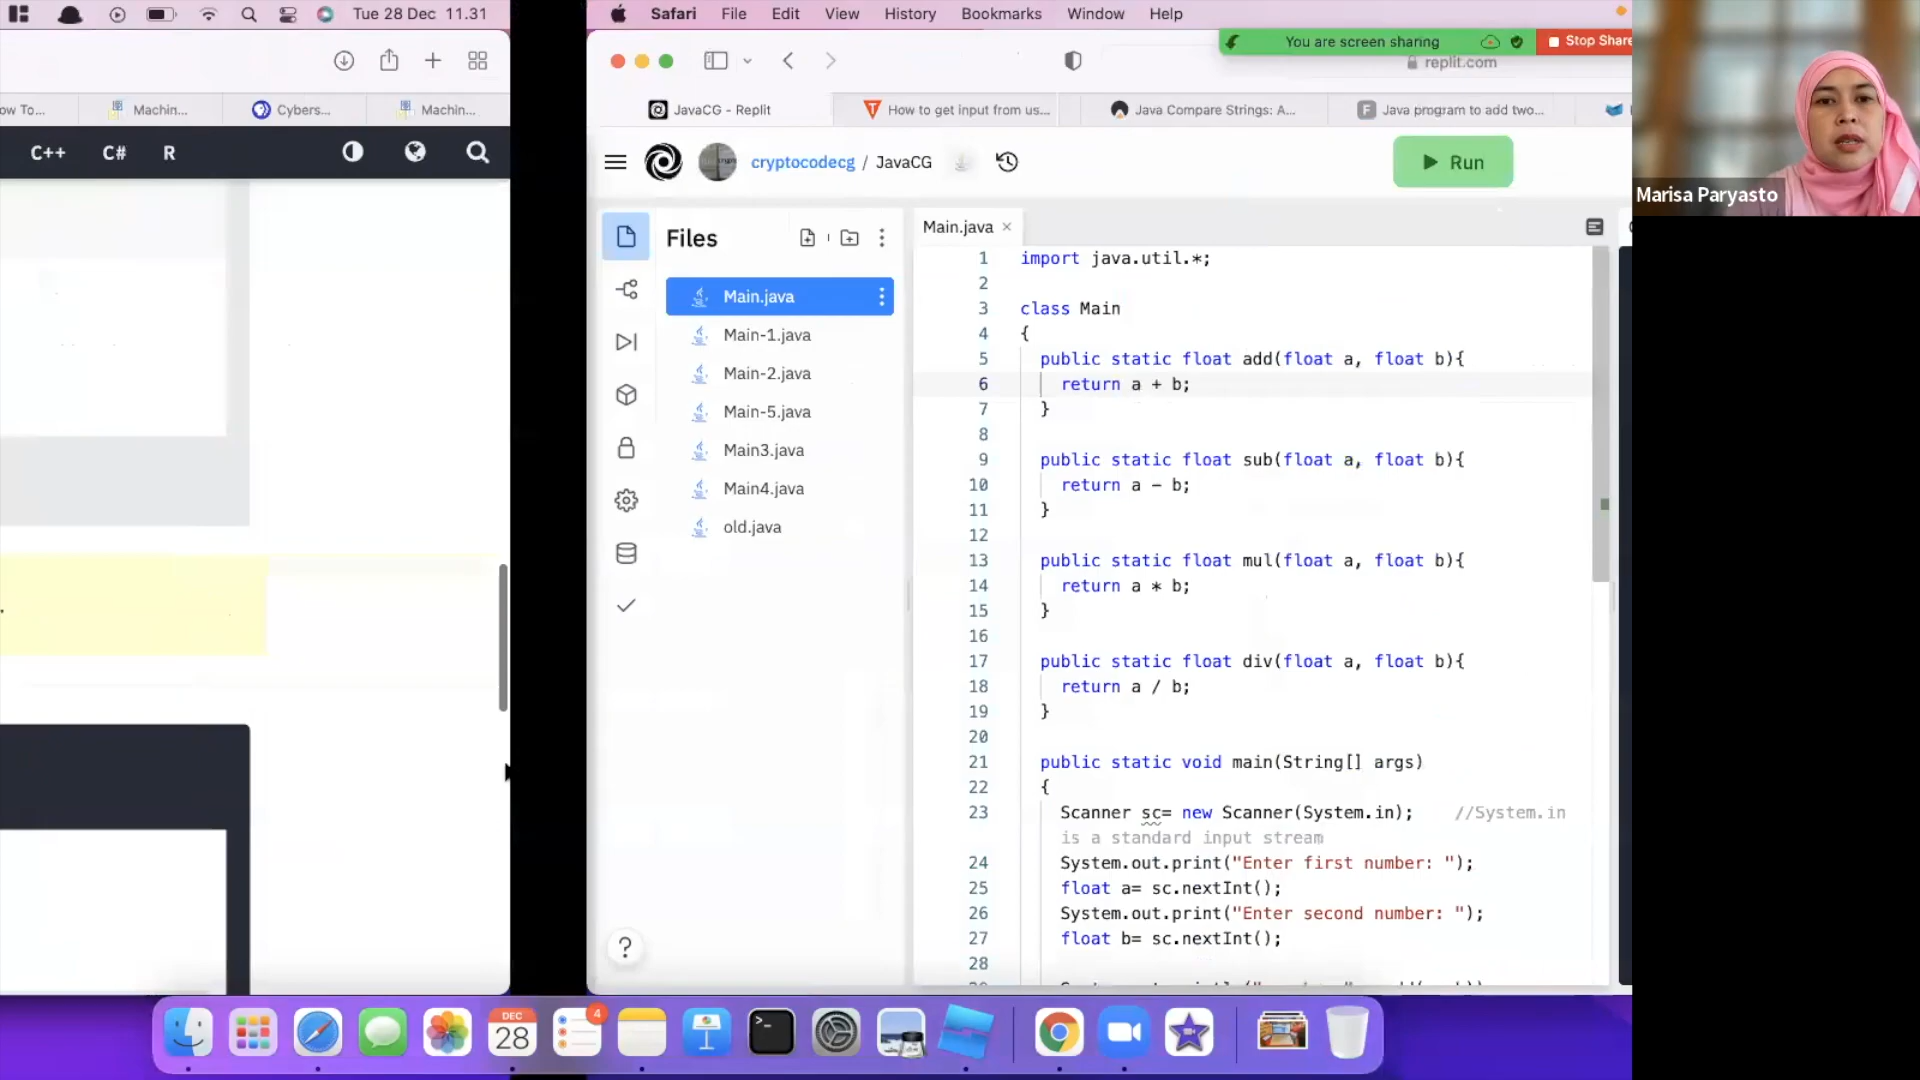 Tue 28 Dec 11.31
Safari File Edit View History Bookmarks Window Help
You are screen sharing
Stop Share
replit.com
ow To...
Machin...
Cybers...
Machin...
JavaCG - Replit
How to get input from us...
Java Compare Strings: A...
Java program to add two...
C++ C# R
cryptocodecg / JavaCG
Run
Marisa Paryasto
Files
Main.java
Main-1.java
Main-2.java
Main-5.java
Main3.java
Main4.java
old.java
?
Main.java ×
1 import java.util.*;
2
3 class Main
4 {
5 public static float add(float a, float b){
6 return a + b;
7 }
8
9 public static float sub(float a, float b){
10 return a - b;
11 }
12
13 public static float mul(float a, float b){
14 return a * b;
15 }
16
17 public static float div(float a, float b){
18 return a / b;
19 }
20
21 public static void main(String[] args)
22 {
23 Scanner sc= new Scanner(System.in); //System.in
is a standard input stream
24 System.out.print("Enter first number: ");
25 float a= sc.nextInt();
26 System.out.print("Enter second number: ");
27 float b= sc.nextInt();
28
DEC
28
4